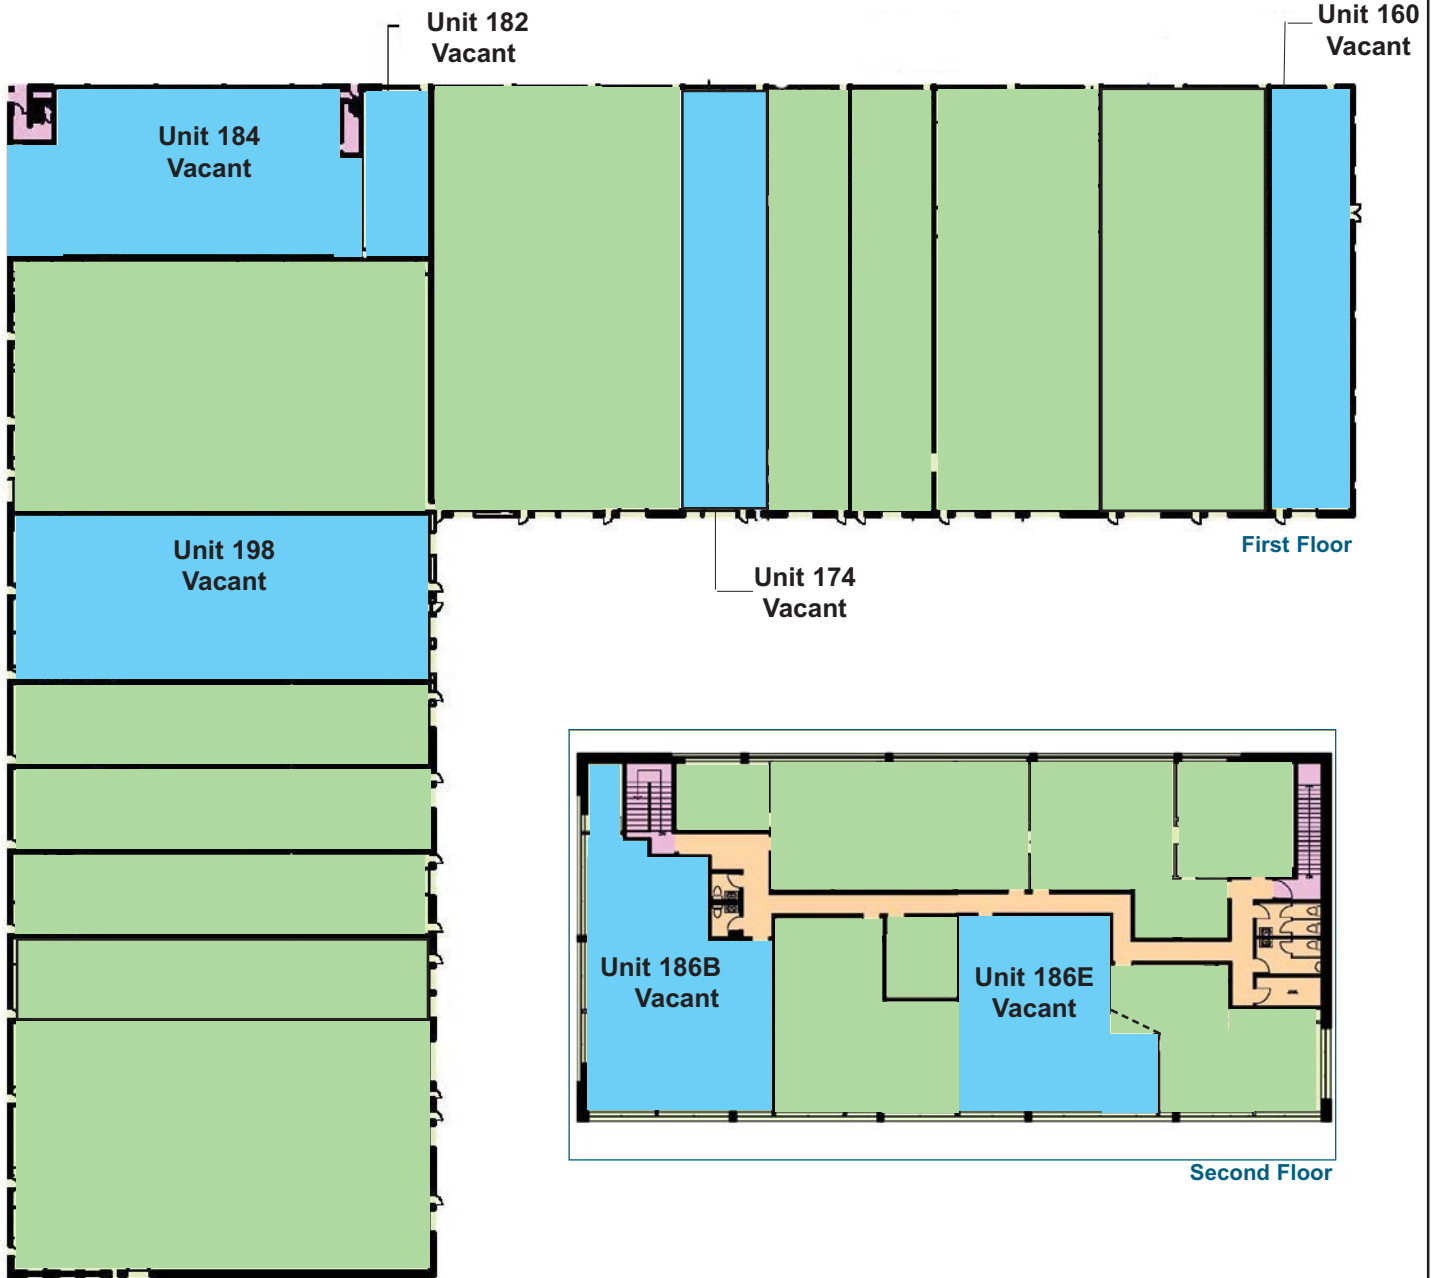 Unit 182
Vacant
Unit 160
Vacant
Unit 184
Vacant
Unit 198
Vacant
First Floor
Unit 174
Vacant
Unit 186B
Vacant
Unit 186E
Vacant
Second Floor